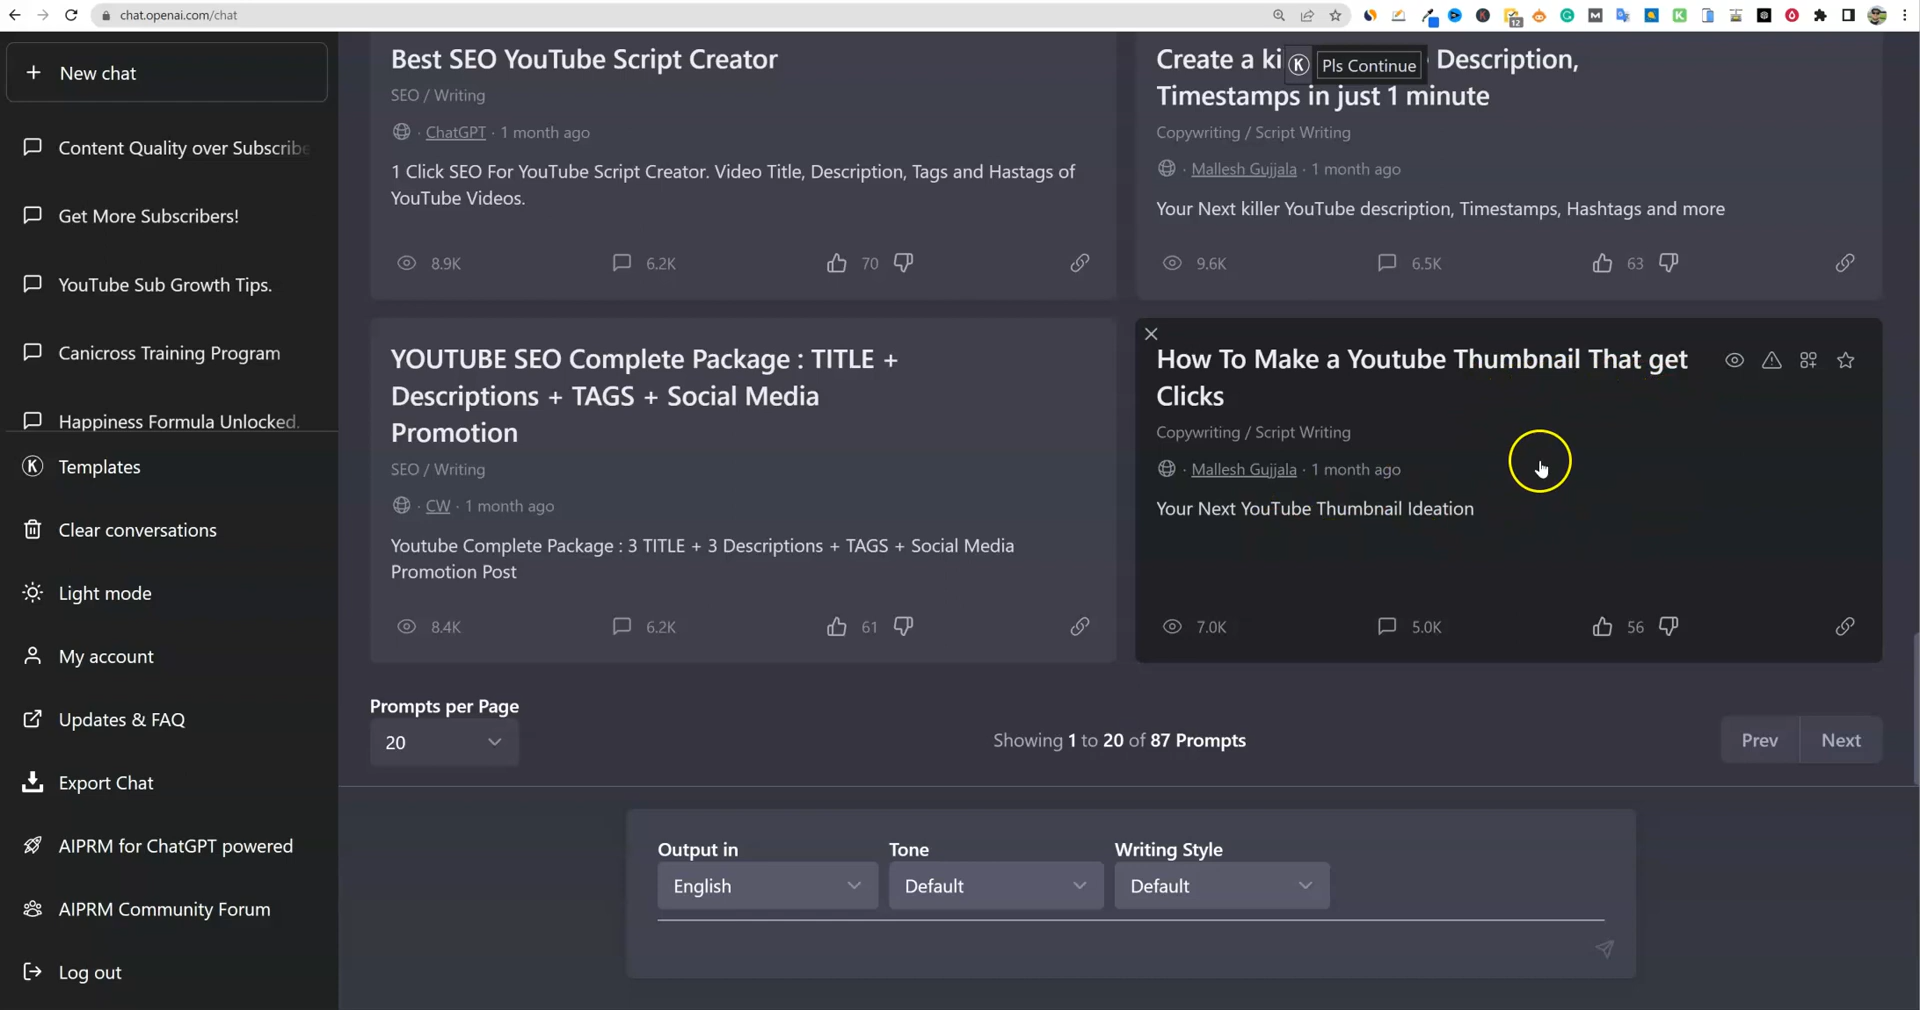 chat.openai.com/chat
12
New chat
Content Quality over Subscribe
Get More Subscribers!
YouTube Sub Growth Tips.
Canicross Training Program
Happiness Formula Unlocked.
K Templates
Clear conversations
Light mode
My account
Updates & FAQ
Export Chat
AIPRM for ChatGPT powered
AIPRM Community Forum
Log out
Best SEO YouTube Script Creator
SEO / Writing
· ChatGPT · 1 month ago
1 Click SEO For YouTube Script Creator. Video Title, Description, Tags and Hastags of
YouTube Videos.
8.9K 6.2K 70
Create a ki Description,
K Pls Continue
Timestamps in just 1 minute
Copywriting / Script Writing
· Mallesh Gujjala · 1 month ago
Your Next killer YouTube description, Timestamps, Hashtags and more
9.6K 6.5K 63
YOUTUBE SEO Complete Package : TITLE +
Descriptions + TAGS + Social Media
Promotion
SEO / Writing
· CW · 1 month ago
Youtube Complete Package : 3 TITLE + 3 Descriptions + TAGS + Social Media
Promotion Post
8.4K 6.2K 61
How To Make a Youtube Thumbnail That get
Clicks
Copywriting / Script Writing
· Mallesh Gujjala · 1 month ago
Your Next YouTube Thumbnail Ideation
7.0K 5.0K 56
Prompts per Page
20
Showing 1 to 20 of 87 Prompts
Prev Next
Output in Tone Writing Style
English Default Default